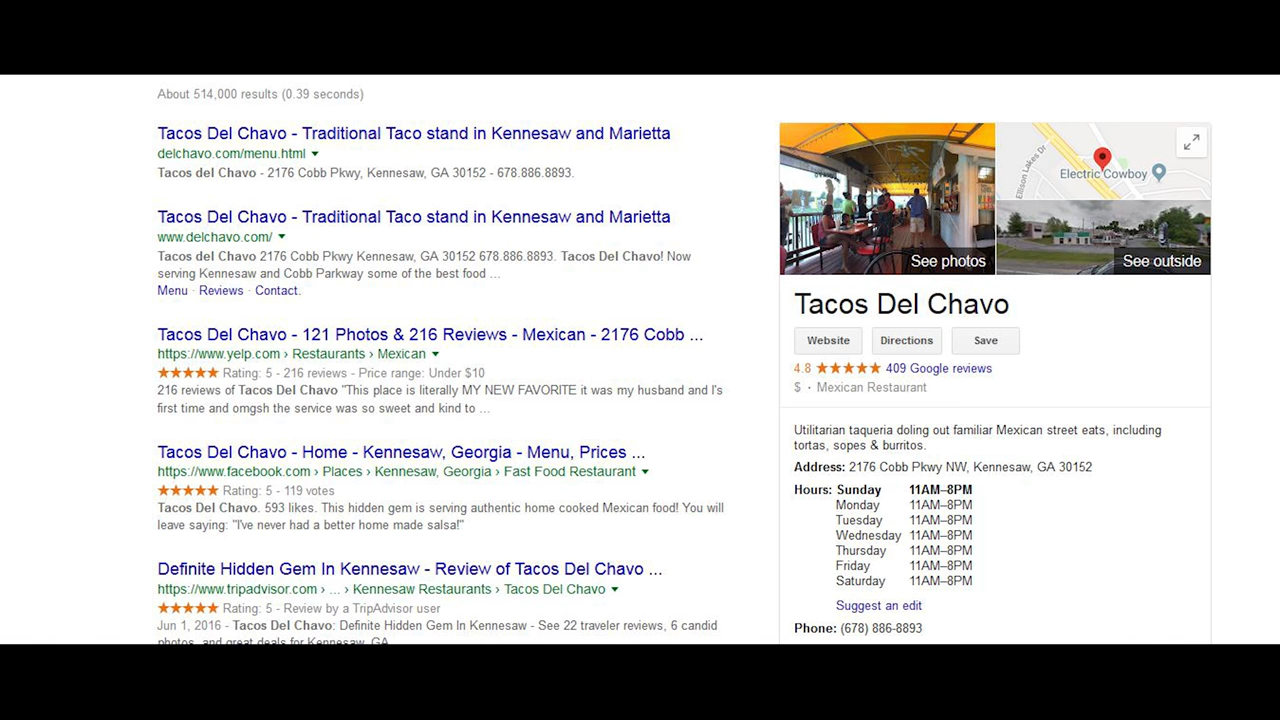 About 514,000 results (0.39 seconds)
Tacos Del Chavo - Traditional Taco stand in Kennesaw and Marietta
delchavo.com/menu.html
Tacos del Chavo - 2176 Cobb Pkwy, Kennesaw, GA 30152 - 678.886.8893.
Tacos Del Chavo - Traditional Taco stand in Kennesaw and Marietta
www.delchavo.com/
Tacos del Chavo 2176 Cobb Pkwy Kennesaw, GA 30152 678.886.8893. Tacos Del Chavo! Now
serving Kennesaw and Cobb Parkway some of the best food ...
Menu · Reviews · Contact.
Tacos Del Chavo - 121 Photos & 216 Reviews - Mexican - 2176 Cobb ...
https://www.yelp.com › Restaurants › Mexican
★★★★★ Rating: 5 - 216 reviews - Price range: Under $10
216 reviews of Tacos Del Chavo "This place is literally MY NEW FAVORITE it was my husband and I's
first time and omgsh the service was so sweet and kind to ...
Tacos Del Chavo - Home - Kennesaw, Georgia - Menu, Prices ...
https://www.facebook.com › Places › Kennesaw, Georgia › Fast Food Restaurant
★★★★★ Rating: 5 - 119 votes
Tacos Del Chavo. 593 likes. This hidden gem is serving authentic home cooked Mexican food! You will
leave saying: "I've never had a better home made salsa!"
Definite Hidden Gem In Kennesaw - Review of Tacos Del Chavo ...
https://www.tripadvisor.com › ... › Kennesaw Restaurants › Tacos Del Chavo
★★★★★ Rating: 5 - Review by a TripAdvisor user
Jun 1, 2016 - Tacos Del Chavo: Definite Hidden Gem In Kennesaw - See 22 traveler reviews, 6 candid
photos, and great deals for Kennesaw, GA
Ellison Lakes Dr
Electric Cowboy
See photos
See outside
Tacos Del Chavo
Website Directions Save
4.8 ★★★★★ 409 Google reviews
$ · Mexican Restaurant
Utilitarian taqueria doling out familiar Mexican street eats, including
tortas, sopes & burritos.
Address: 2176 Cobb Pkwy NW, Kennesaw, GA 30152
Hours: Sunday 11AM–8PM
Monday 11AM–8PM
Tuesday 11AM–8PM
Wednesday 11AM–8PM
Thursday 11AM–8PM
Friday 11AM–8PM
Saturday 11AM–8PM
Suggest an edit
Phone: (678) 886-8893